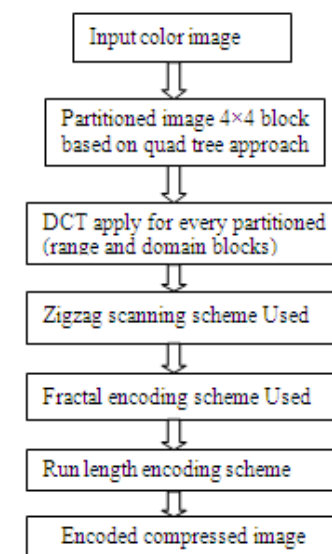 Input color image
Partitioned image 4×4 block
based on quad tree approach
DCT apply for every partitioned
(range and domain blocks)
Zigzag scanning scheme Used
Fractal encoding scheme Used
Run length encoding scheme
Encoded compressed image